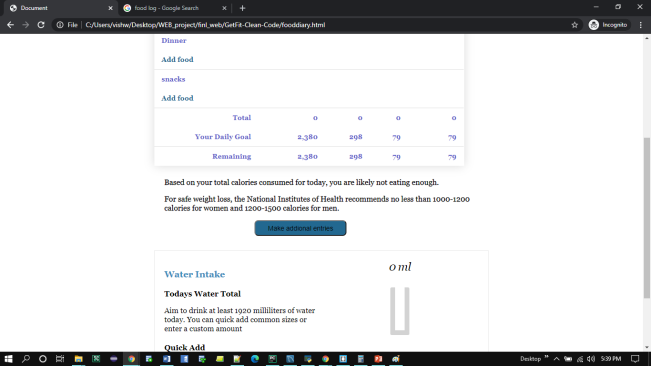 Document
food log - Google Search
File
C:/Users/vishw/Desktop/WEB_project/finl_web/GetFit-Clean-Code/fooddiary.html
Incognito
Dinner
Add food
snacks
Add food
Total 0 0 0 0
Your Daily Goal 2,380 298 79 79
Remaining 2,380 298 79 79
Based on your total calories consumed for today, you are likely not eating enough.
For safe weight loss, the National Institutes of Health recommends no less than 1000-1200
calories for women and 1200-1500 calories for men.
Make addional entries
0 ml
Water Intake
Todays Water Total
Aim to drink at least 1920 milliliters of water
today. You can quick add common sizes or
enter a custom amount
Quick Add
Desktop
5:39 PM